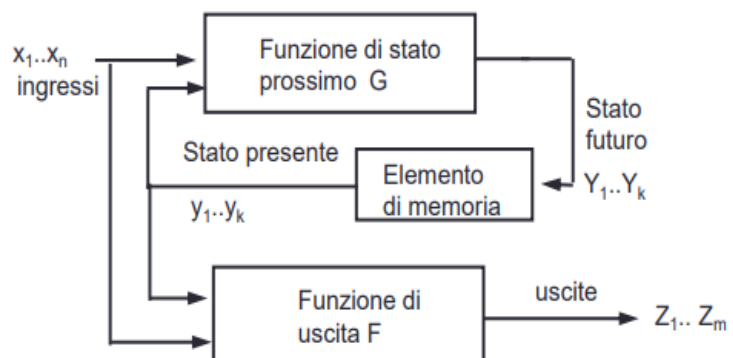 x₁..xₙ
ingressi
Funzione di stato
prossimo G
Stato
futuro
Y₁..Yₖ
Stato presente
y₁..yₖ
Elemento
di memoria
Funzione di
uscita F
uscite
Z₁.. Zₘ